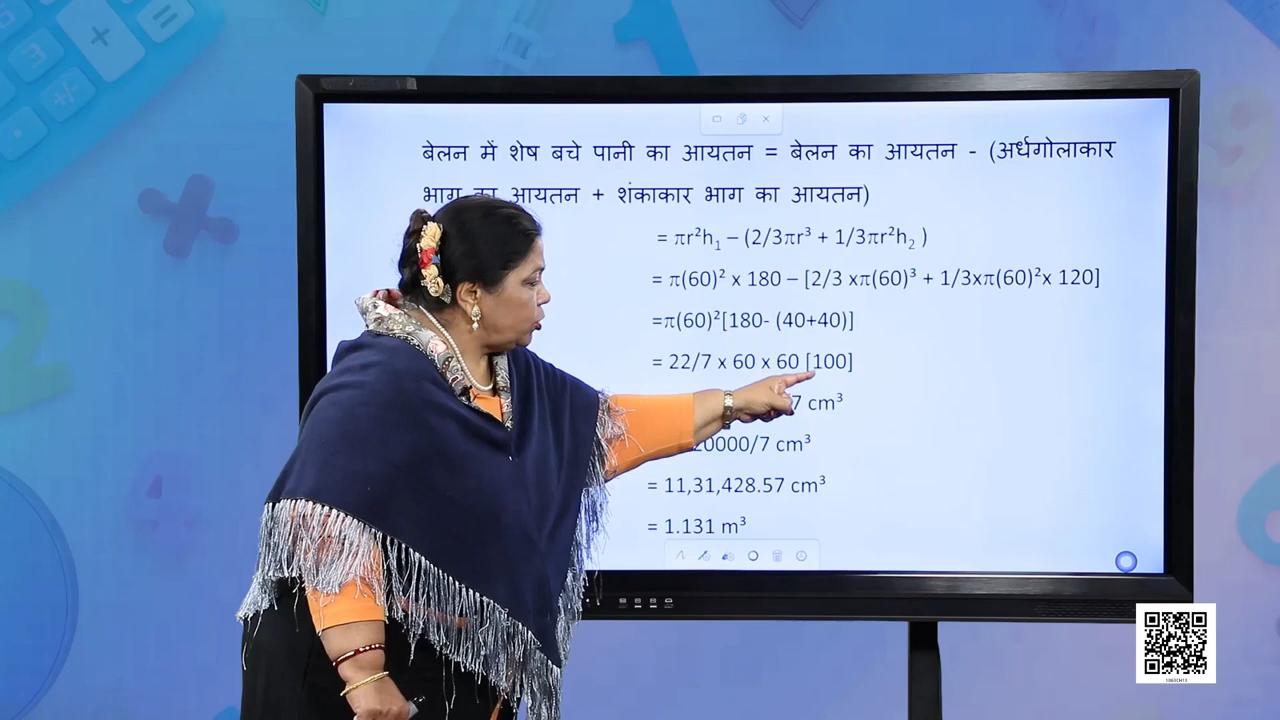 बेलन में शेष बचे पानी का आयतन = बेलन का आयतन - (अर्धगोलाकार
भाग का आयतन + शंकाकार भाग का आयतन)
= πr²h₁ – (2/3πr³ + 1/3πr²h₂ )
= π(60)² x 180 – [2/3 xπ(60)³ + 1/3xπ(60)²x 120]
=π(60)²[180- (40+40)]
= 22/7 x 60 x 60 [100]
7 cm³
20000/7 cm³
= 11,31,428.57 cm³
= 1.131 m³